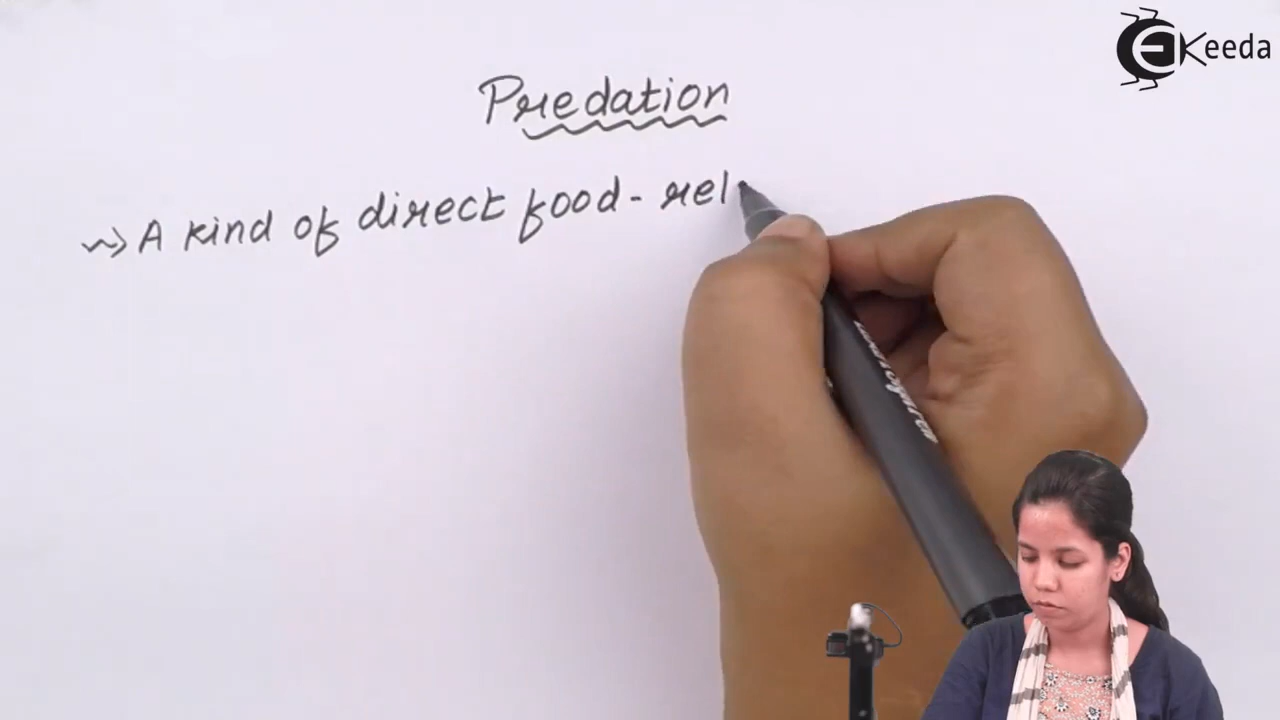 EKeeda
Predation
A kind of direct food-rel